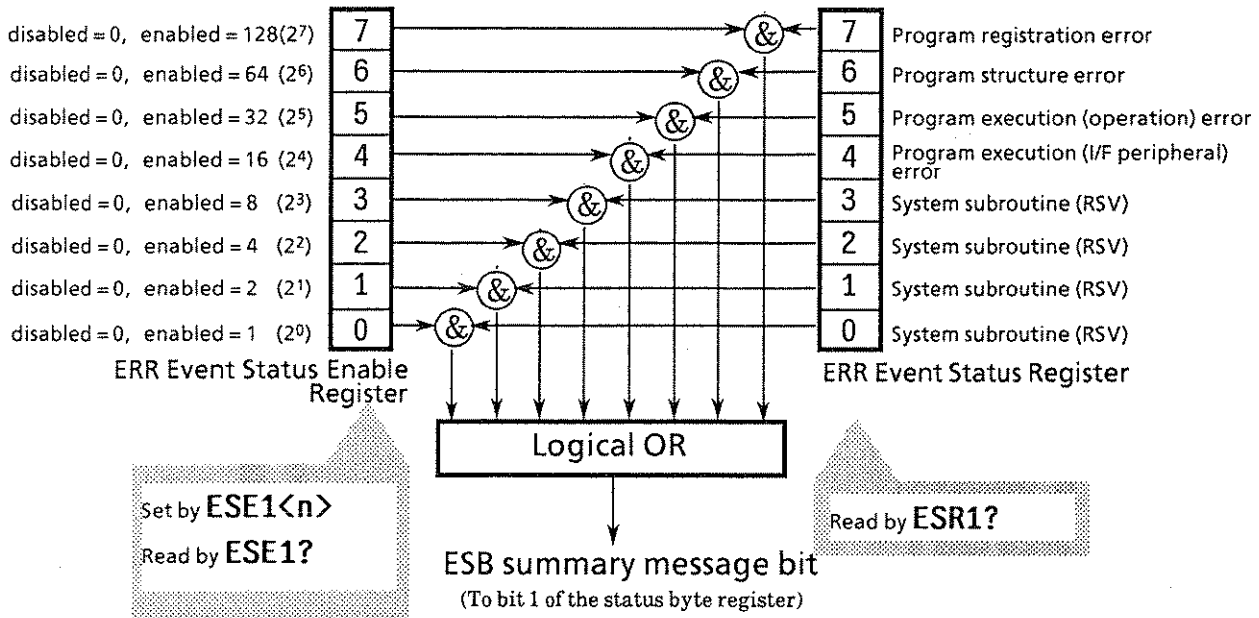 disabled = 0, enabled = 128(2⁷) 7 & 7 Program registration error
disabled = 0, enabled = 64 (2⁶) 6 & 6 Program structure error
disabled = 0, enabled = 32 (2⁵) 5 & 5 Program execution (operation) error
disabled = 0, enabled = 16 (2⁴) 4 & 4 Program execution (I/F peripheral)
error
disabled = 0, enabled = 8 (2³) 3 & 3 System subroutine (RSV)
disabled = 0, enabled = 4 (2²) 2 & 2 System subroutine (RSV)
disabled = 0, enabled = 2 (2¹) 1 & 1 System subroutine (RSV)
disabled = 0, enabled = 1 (2⁰) 0 & 0 System subroutine (RSV)
ERR Event Status Enable
Register
ERR Event Status Register
Logical OR
Set by ESE1<n>
Read by ESE1?
Read by ESR1?
ESB summary message bit
(To bit 1 of the status byte register)